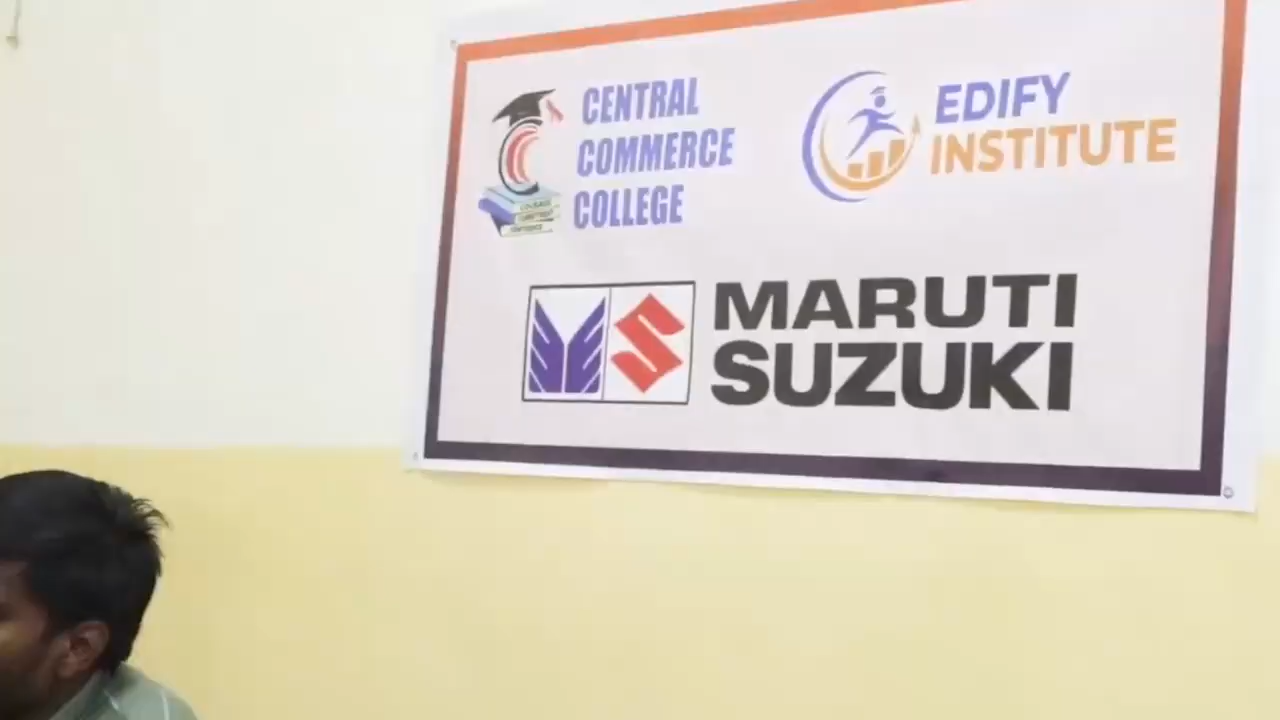 CENTRAL
COMMERCE
COLLEGE
EDIFY
INSTITUTE
MARUTI
SUZUKI